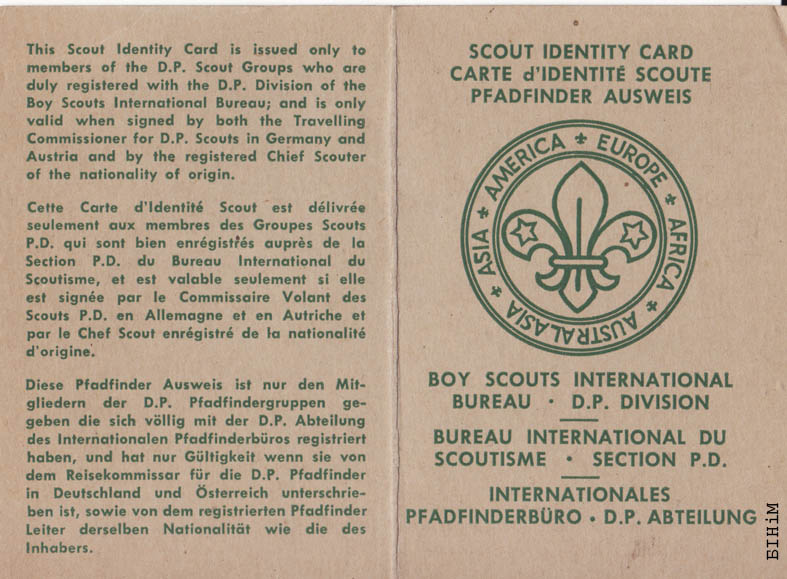 This Scout Identity Card is issued only to
members of the D.P. Scout Groups who are
duly registered with the D.P. Division of the
Boy Scouts International Bureau; and is only
valid when signed by both the Travelling
Commissioner for D.P. Scouts in Germany and
Austria and by the registered Chief Scouter
of the nationality of origin.
Cette Carte d'Identité Scout est délivrée
seulement aux membres des Groupes Scouts
P.D. qui sont bien enrégistrés auprès de la
Section P.D. du Bureau International du
Scoutisme, et est valable seulement si elle
est signée par le Commissaire Volant des
Scouts P.D. en Allemagne et en Autriche et
par le Chef Scout enrégistré de la nationalité
d'origine.
Diese Pfadfinder Ausweis ist nur den Mit-
gliedern der D.P. Pfadfindergruppen ge-
geben die sich völlig mit der D.P. Abteilung
des Internationalen Pfadfinderbüros registriert
haben, und hat nur Gültigkeit wenn sie von
dem Reisekommissar für die D.P. Pfadfinder
in Deutschland und Österreich unterschrie-
ben ist, sowie von dem registrierten Pfadfinder
Leiter derselben Nationalität wie die des
Inhabers.
SCOUT IDENTITY CARD
CARTE d'IDENTITÉ SCOUTE
PFADFINDER AUSWEIS
ASIA AMERICA EUROPE AFRICA AUSTRALASIA
BOY SCOUTS INTERNATIONAL
BUREAU · D.P. DIVISION
BUREAU INTERNATIONAL DU
SCOUTISME · SECTION P.D.
INTERNATIONALES
PFADFINDERBÜRO · D.P. ABTEILUNG
БІНіМ